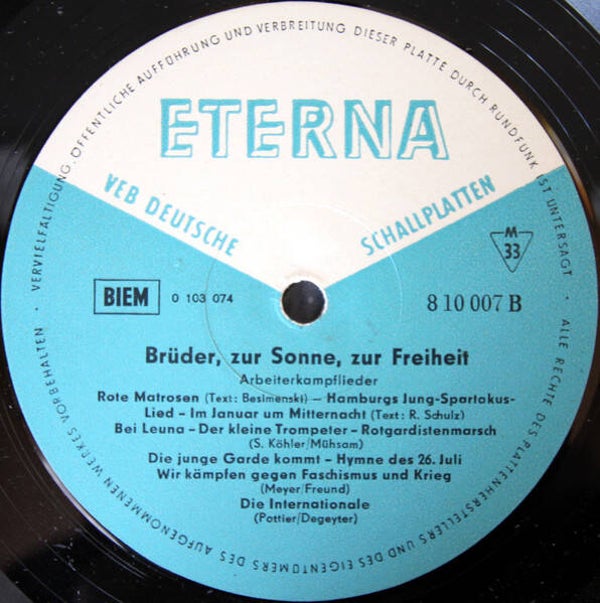 VERVIELFÄLTIGUNG, ÖFFENTLICHE AUFFÜHRUNG UND VERBREITUNG DIESER PLATTE DURCH RUNDFUNK IST UNTERSAGT · ALLE RECHTE DES PLATTENHERSTELLERS UND DES EIGENTÜMERS DES AUFGENOMMENEN WERKES VORBEHALTEN ·
ETERNA
VEB DEUTSCHE SCHALLPLATTEN
M
33
BIEM 0 103 074
8 10 007 B
Brüder, zur Sonne, zur Freiheit
Arbeiterkampflieder
Rote Matrosen (Text: Besimenski) – Hamburgs Jung-Spartakus-
Lied – Im Januar um Mitternacht (Text: R. Schulz)
Bei Leuna – Der kleine Trompeter – Rotgardistenmarsch
(S. Köhler/Mühsam)
Die junge Garde kommt – Hymne des 26. Juli
Wir kämpfen gegen Faschismus und Krieg
(Meyer/Freund)
Die Internationale
(Pottier/Degeyter)